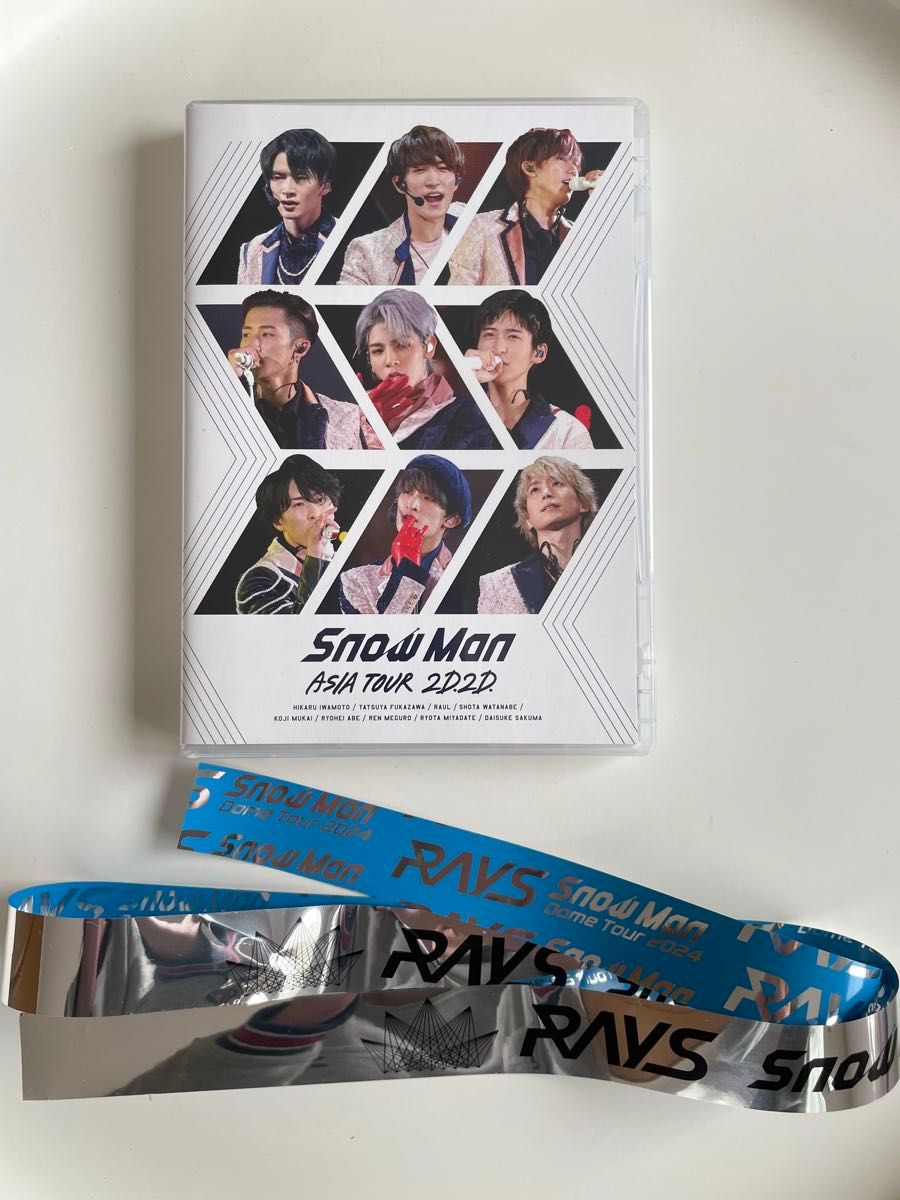 Snow Man
ASIA TOUR 2D.2D.
HIKARU IWAMOTO / TATSUYA FUKAZAWA / RAUL / SHOTA WATANABE /
KOJI MUKAI / RYOHEI ABE / REN MEGURO / RYOTA MIYADATE / DAISUKE SAKUMA
Snow Man
Dome Tour 2024
Snow Man
RAYS
Snow Man
Dome Tour 2024
RAYS
RAYS
Snow